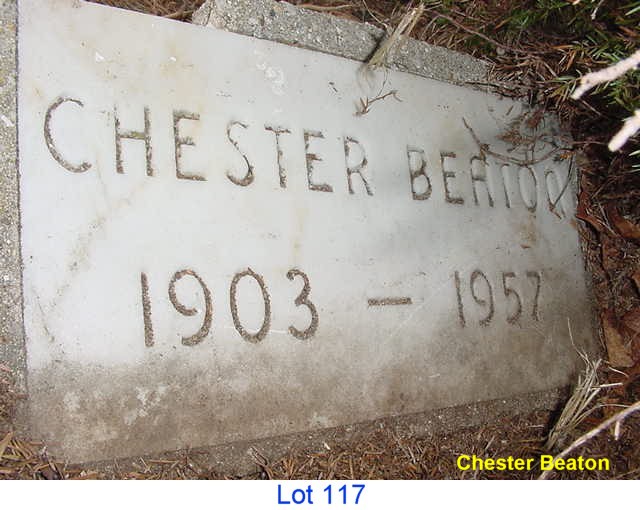 CHESTER BEATON
1903 – 1957
Chester Beaton
Lot 117